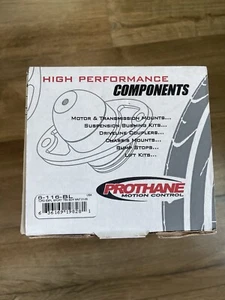 HIGH PERFORMANCE
COMPONENTS
MOTOR & TRANSMISSION MOUNTS...
SUSPENSION BUSHING KITS...
DRIVELINE COUPLERS...
CHASSIS MOUNTS...
BUMP STOPS...
LIFT KITS...
PROTHANE
MOTION CONTROL